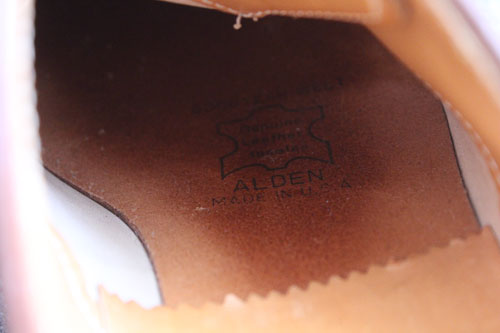 Genuine
Leather
Insole
ALDEN
MADE IN U.S.A.